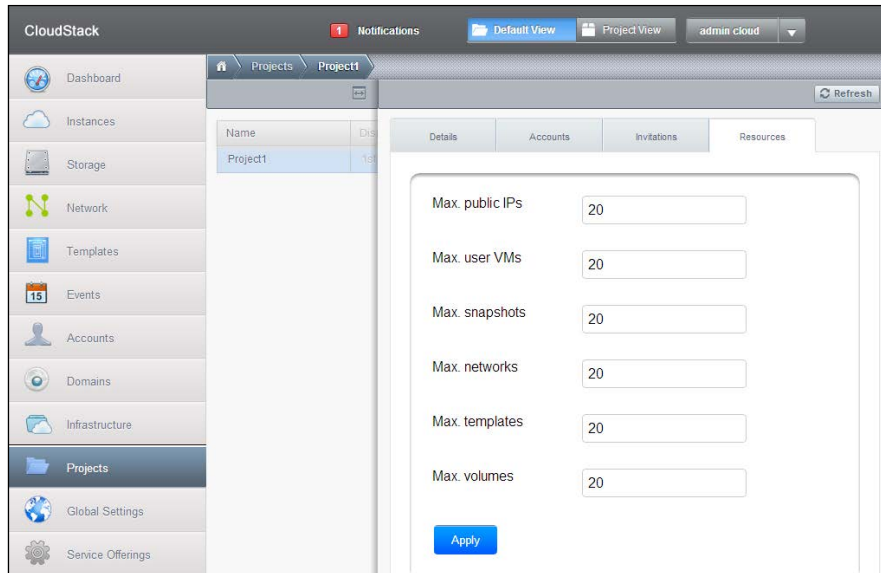 CloudStack
1 Notifications
Default View
Project View
admin cloud
Dashboard
Instances
Storage
Network
Templates
15 Events
Accounts
Domains
Infrastructure
Projects
Global Settings
Service Offerings
Projects Project1
Refresh
Name Dis
Project1 1st
Details Accounts Invitations Resources
Max. public IPs 20
Max. user VMs 20
Max. snapshots 20
Max. networks 20
Max. templates 20
Max. volumes 20
Apply